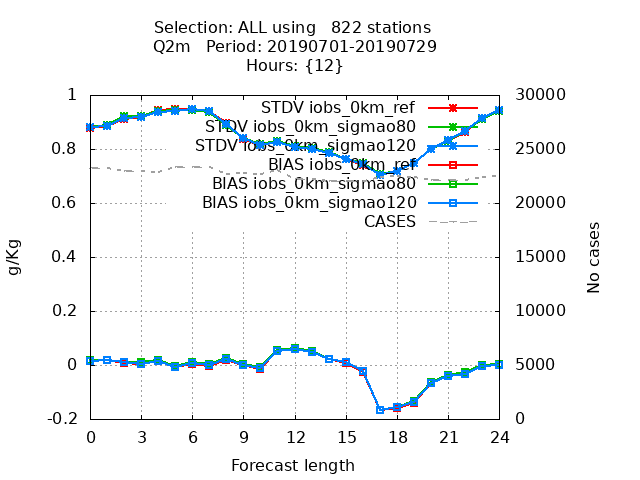 Selection: ALL using   822 stations
Q2m   Period: 20190701-20190729
Hours: {12}
1
0.8
0.6
0.4
0.2
0
-0.2
g/Kg
30000
25000
20000
15000
10000
5000
0
No cases
STDV iobs_0km_ref
STDV iobs_0km_sigmao80
STDV iobs_0km_sigmao120
BIAS iobs_0km_ref
BIAS iobs_0km_sigmao80
BIAS iobs_0km_sigmao120
CASES
0 3 6 9 12 15 18 21 24
Forecast length